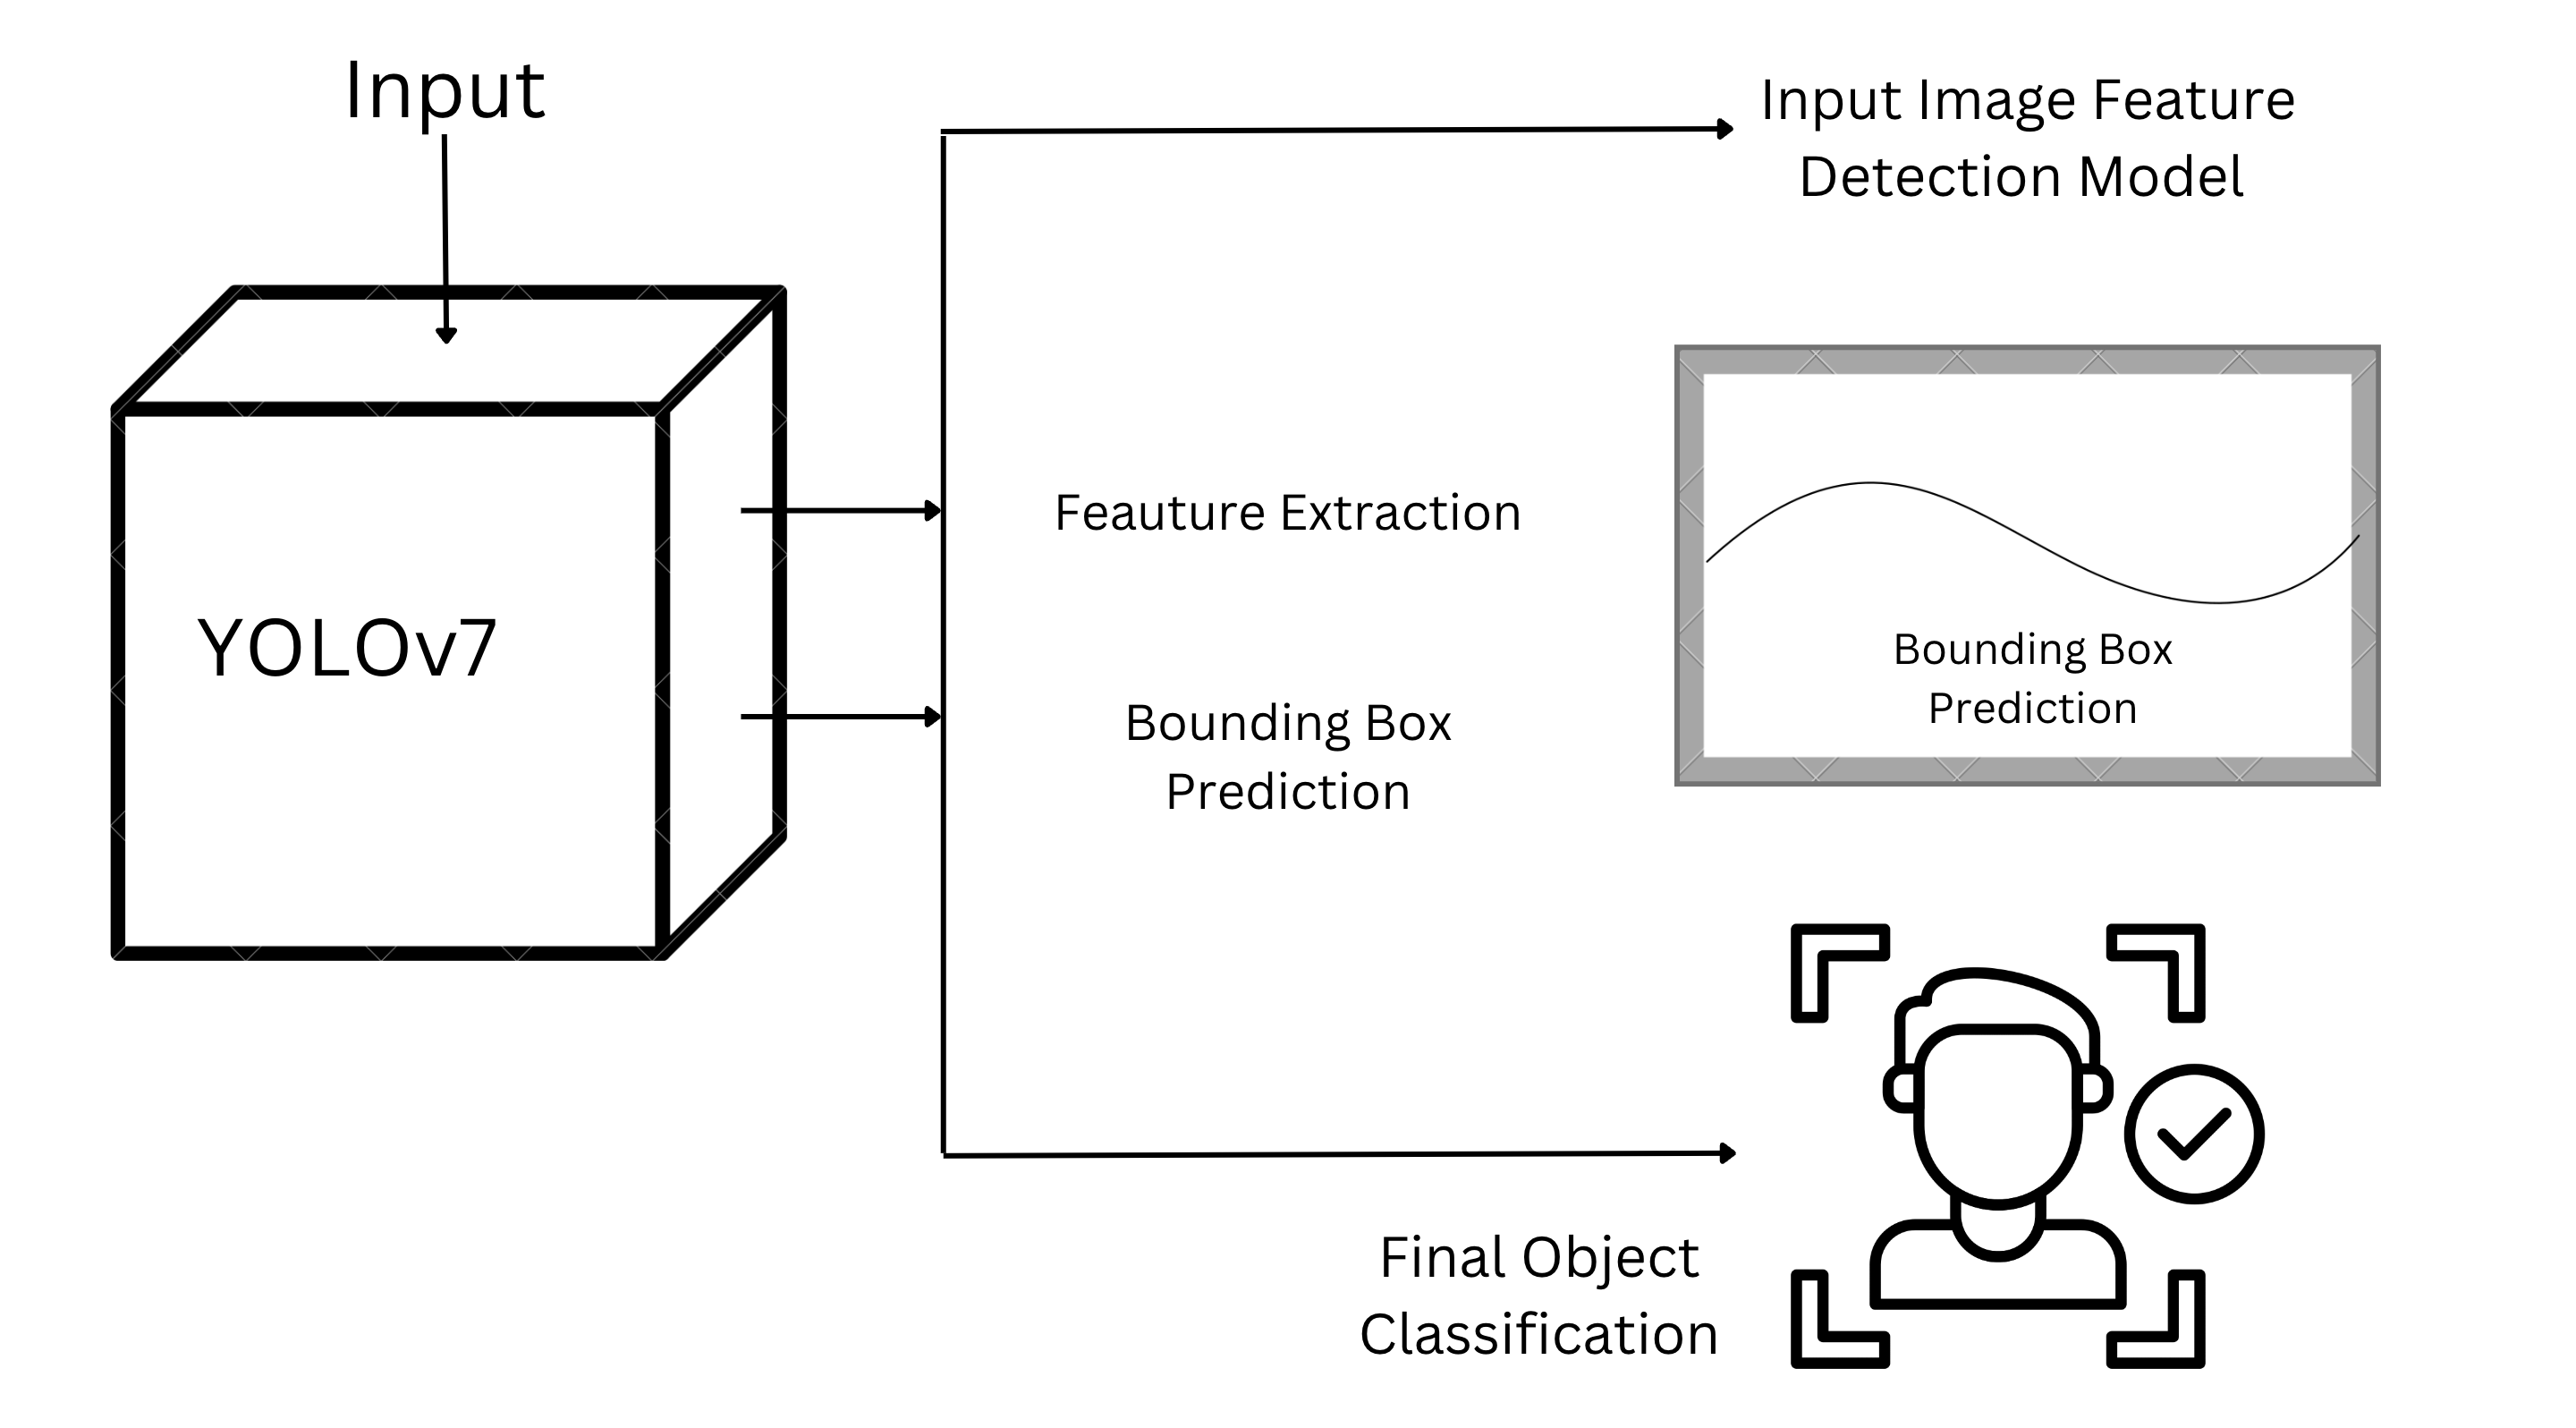 Input
Input Image Feature
Detection Model
YOLOv7
Feauture Extraction
Bounding Box
Prediction
Bounding Box
Prediction
Final Object
Classification